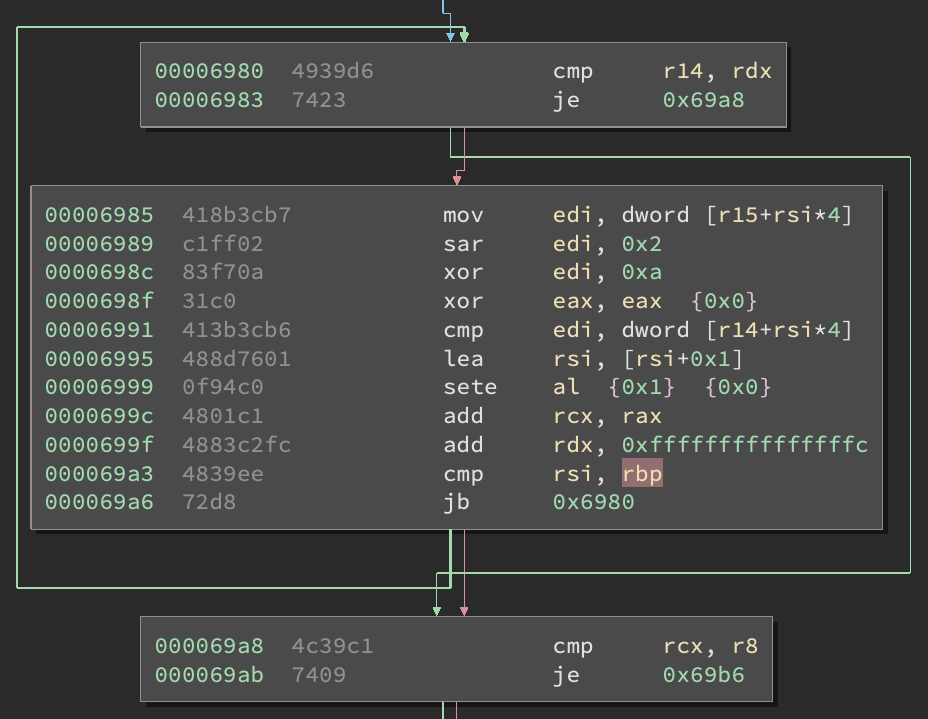 00006980 4939d6 cmp r14, rdx
00006983 7423 je 0x69a8
00006985 418b3cb7 mov edi, dword [r15+rsi*4]
00006989 c1ff02 sar edi, 0x2
0000698c 83f70a xor edi, 0xa
0000698f 31c0 xor eax, eax {0x0}
00006991 413b3cb6 cmp edi, dword [r14+rsi*4]
00006995 488d7601 lea rsi, [rsi+0x1]
00006999 0f94c0 sete al {0x1} {0x0}
0000699c 4801c1 add rcx, rax
0000699f 4883c2fc add rdx, 0xfffffffffffffffc
000069a3 4839ee cmp rsi, rbp
000069a6 72d8 jb 0x6980
000069a8 4c39c1 cmp rcx, r8
000069ab 7409 je 0x69b6